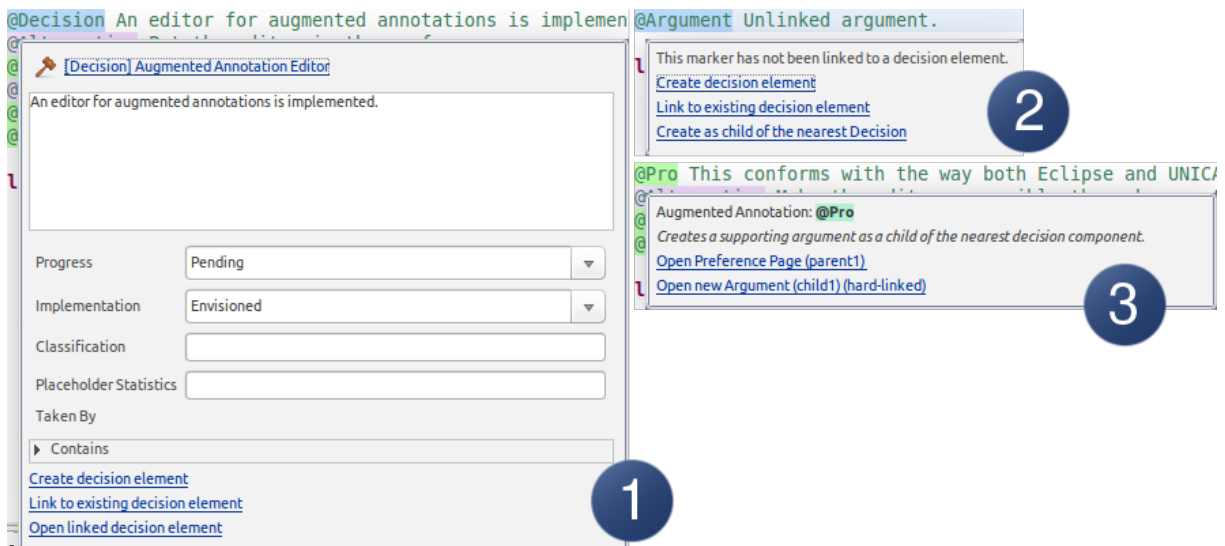 @Decision An editor for augmented annotations is implemen
[Decision] Augmented Annotation Editor
An editor for augmented annotations is implemented.
Progress Pending
Implementation Envisioned
Classification
Placeholder Statistics
Taken By
Contains
Create decision element
Link to existing decision element
Open linked decision element
1
@Argument Unlinked argument.
This marker has not been linked to a decision element.
Create decision element
Link to existing decision element
Create as child of the nearest Decision
2
@Pro This conforms with the way both Eclipse and UNICA
Augmented Annotation: @Pro
Creates a supporting argument as a child of the nearest decision component.
Open Preference Page (parent1)
Open new Argument (child1) (hard-linked)
3